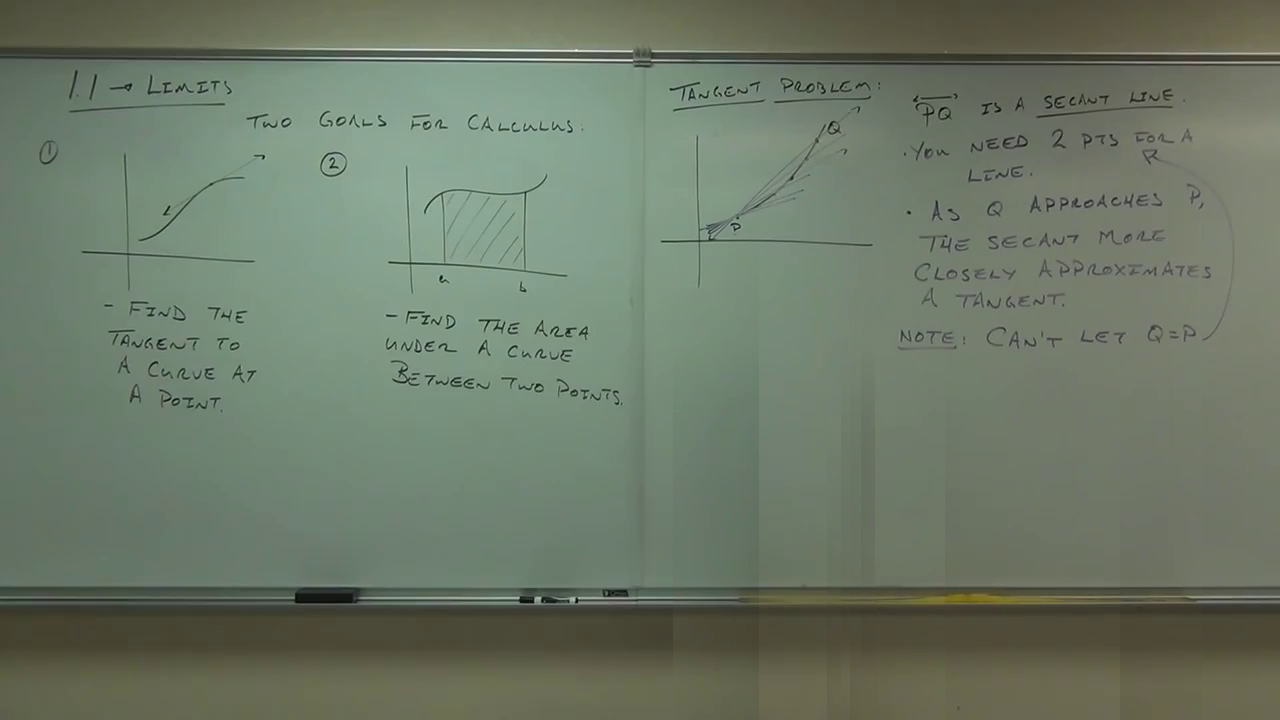 1.1 → LIMITS
TWO GOALS FOR CALCULUS:
①
②
a b
- FIND THE
TANGENT TO
A CURVE AT
A POINT.
- FIND THE AREA
UNDER A CURVE
BETWEEN TWO POINTS.
TANGENT PROBLEM:
Q
P
PQ IS A SECANT LINE.
• YOU NEED 2 PTS FOR A
LINE.
• AS Q APPROACHES P,
THE SECANT MORE
CLOSELY APPROXIMATES
A TANGENT.
NOTE: CAN'T LET Q=P